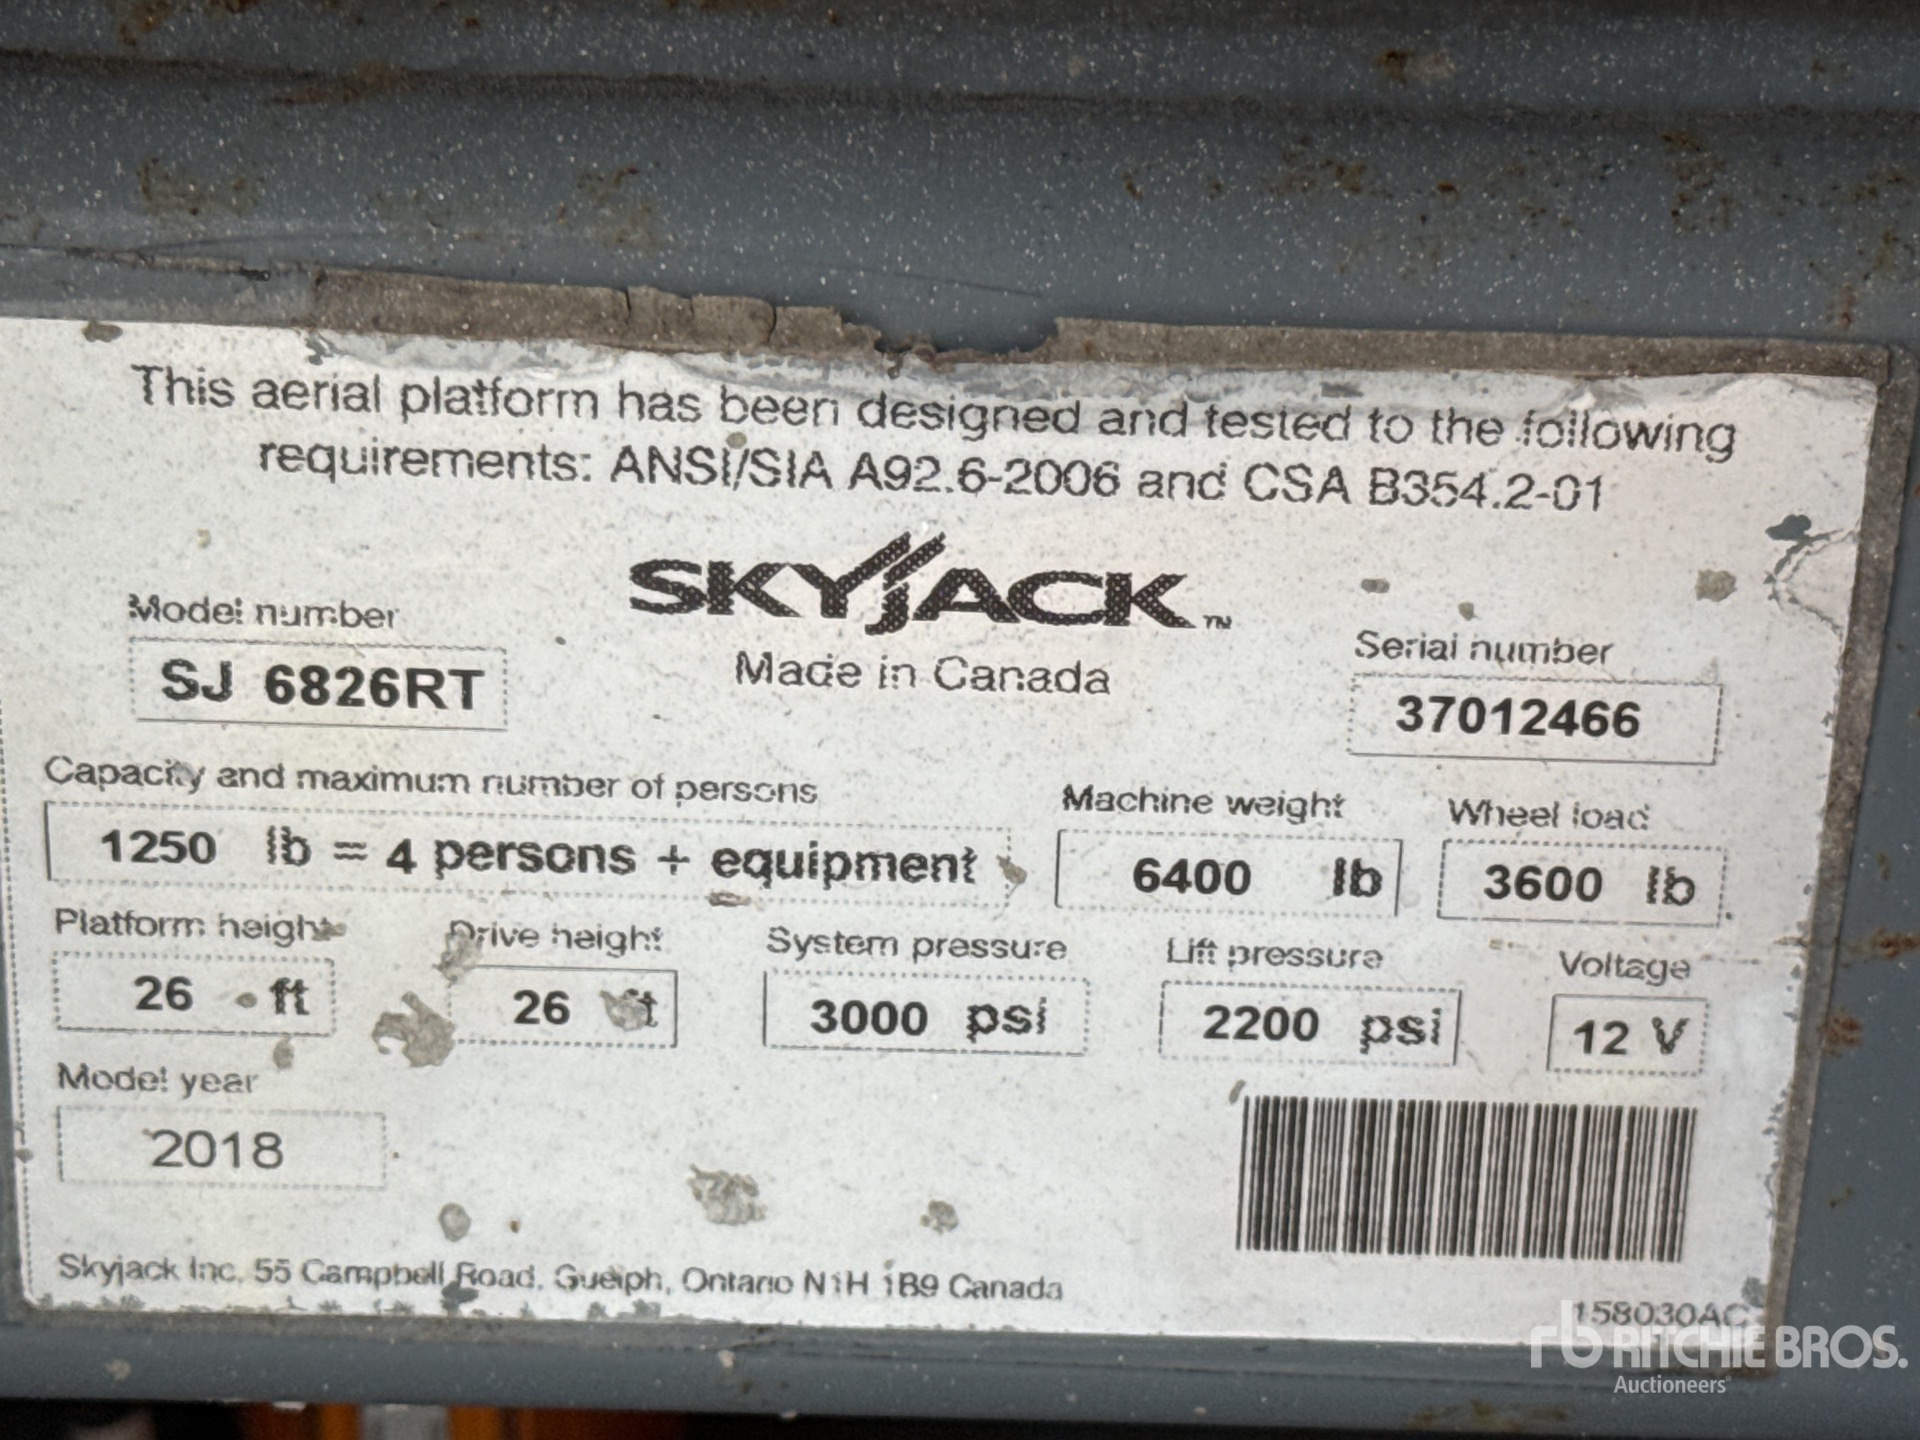 This aerial platform has been designed and tested to the following
requirements: ANSI/SIA A92.6-2006 and CSA B354.2-01
SKYJACK™
Made in Canada
Model number
SJ 6826RT
Serial number
37012466
Capacity and maximum number of persons
1250 lb = 4 persons + equipment
Machine weight
6400 lb
Wheel load
3600 lb
Platform height
26 ft
Drive height
26 ft
System pressure
3000 psi
Lift pressure
2200 psi
Voltage
12 V
Model year
2018
Skyjack Inc. 55 Campbell Road. Guelph, Ontario N1H 1B9 Canada
158030AC
rb RITCHIE BROS.
Auctioneers